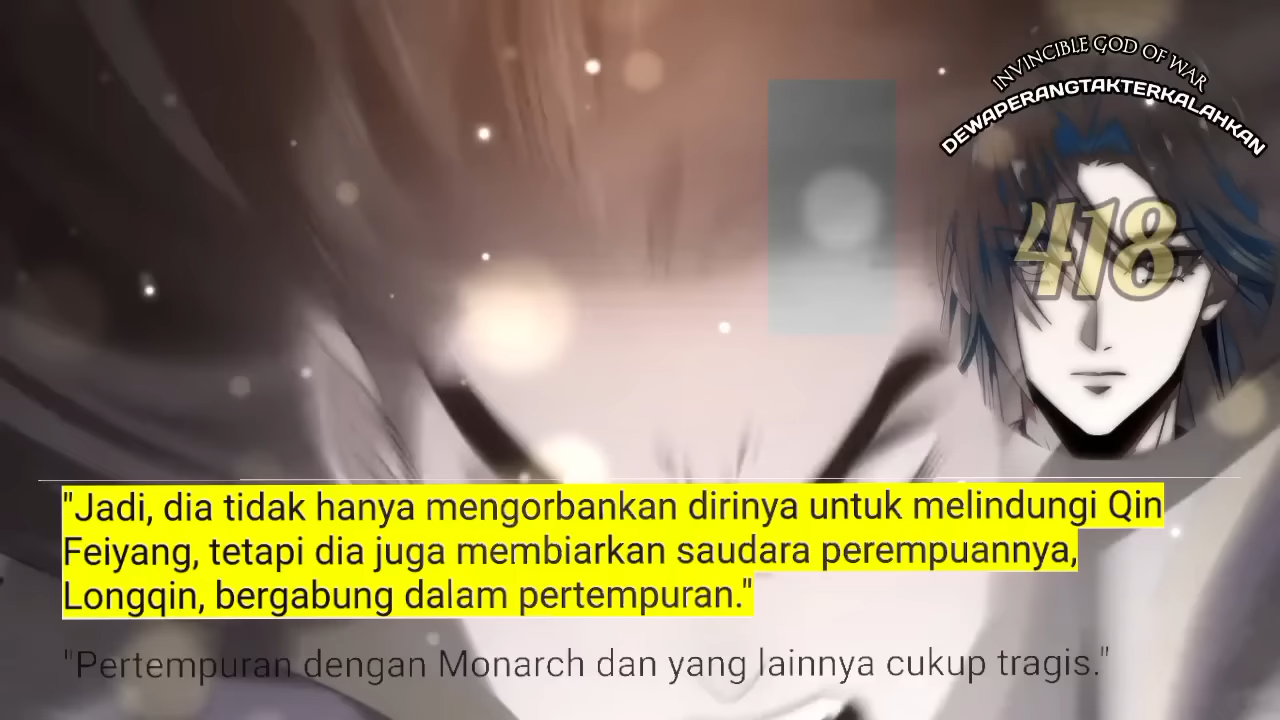 INVINCIBLE GOD OF WAR
DEWAPERANGTAKTERKALAHKAN
418
"Jadi, dia tidak hanya mengorbankan dirinya untuk melindungi Qin
Feiyang, tetapi dia juga membiarkan saudara perempuannya,
Longqin, bergabung dalam pertempuran."
"Pertempuran dengan Monarch dan yang lainnya cukup tragis."